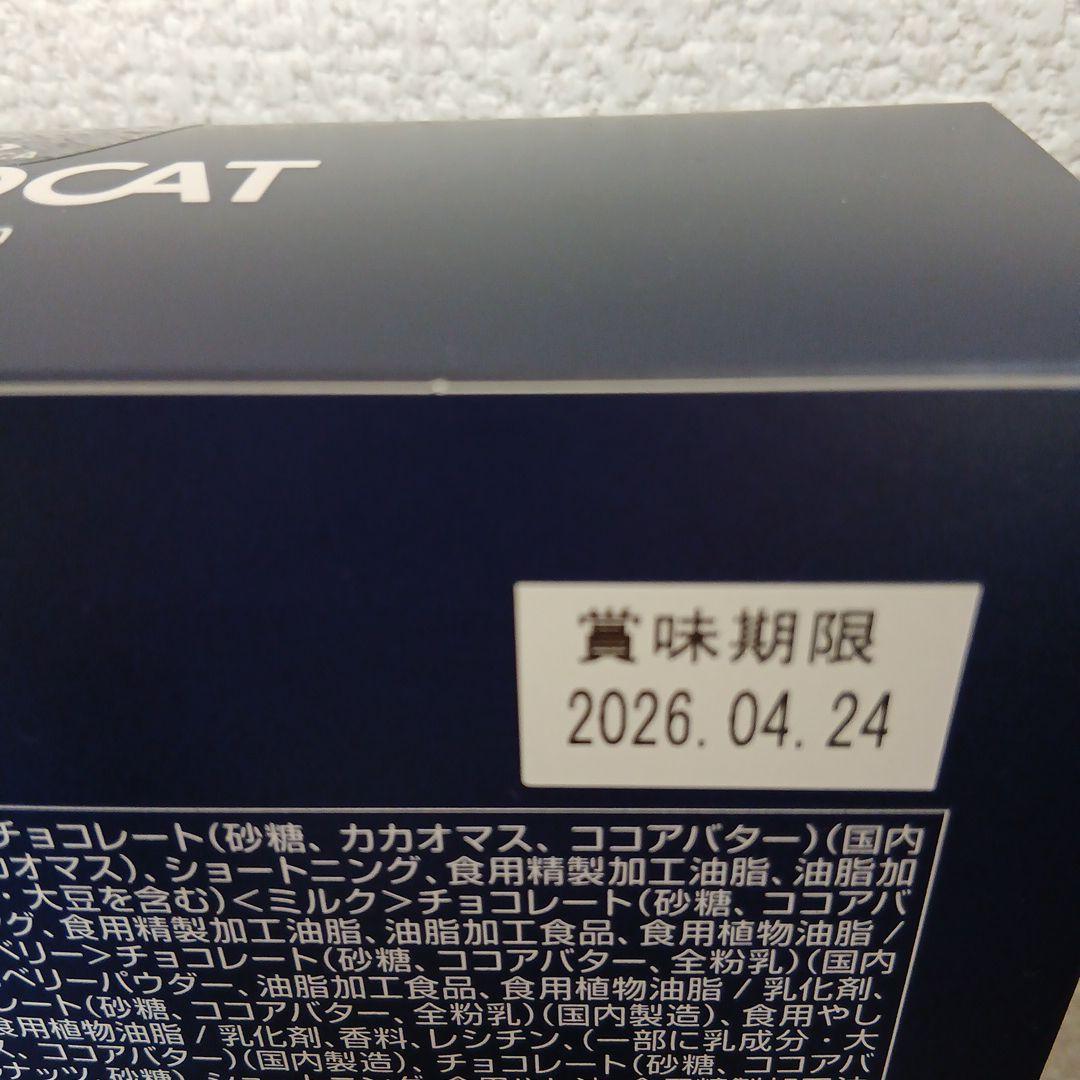 CAT
賞味期限
2026.04.24
チョコレート(砂糖、カカオマス、ココアバター)(国内
カオマス)、ショートニング、食用精製加工油脂、油脂加
・大豆を含む)<ミルク>チョコレート(砂糖、ココアバ
グ、食用精製加工油脂、油脂加工食品、食用植物油脂/
ベリー>チョコレート(砂糖、ココアバター、全粉乳)(国内
ベリーパウダー、油脂加工食品、食用植物油脂/乳化剤、
レート(砂糖、ココアバター、全粉乳)(国内製造)、食用やし
食用植物油脂/乳化剤、香料、レシチン、(一部に乳成分・大
ス、ココアバター)(国内製造)、チョコレート(砂糖、ココアバ
ナッツ、砂糖)